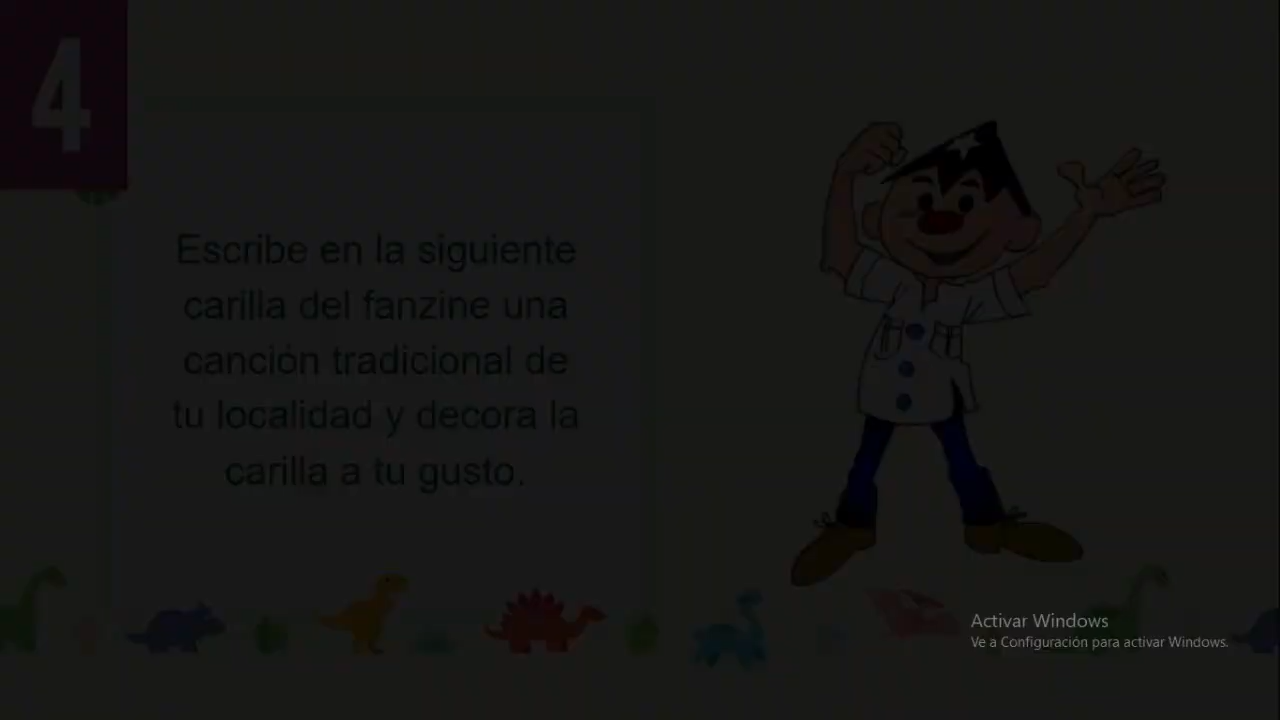 4
Escribe en la siguiente
carilla del fanzine una
canción tradicional de
tu localidad y decora la
carilla a tu gusto.
Activar Windows
Ve a Configuración para activar Windows.